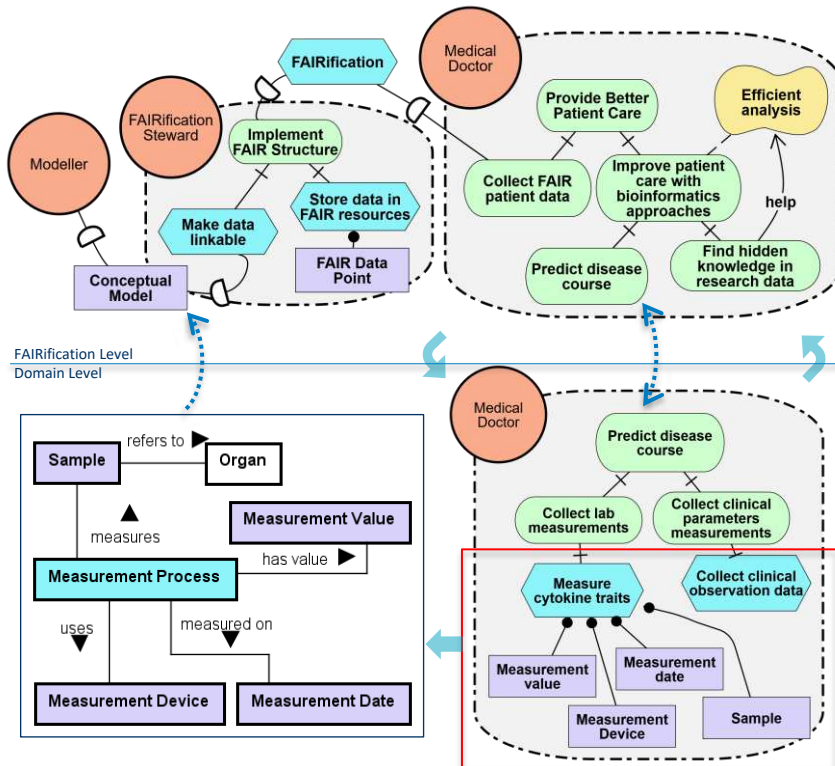 FAIRification
Medical
Doctor
FAIRification
Steward
Implement
FAIR Structure
Provide Better
Patient Care
Efficient
analysis
Modeller
Collect FAIR
patient data
Improve patient
care with
bioinformatics
approaches
Make data
linkable
Store data in
FAIR resources
help
Conceptual
Model
FAIR Data
Point
Predict disease
course
Find hidden
knowledge in
research data
FAIRification Level
Domain Level
Medical
Doctor
Sample
refers to
Organ
Predict disease
course
measures
Measurement Value
Collect lab
measurements
Collect clinical
parameters
measurements
Measurement Process
has value
Measure
cytokine traits
Collect clinical
observation data
uses
measured on
Measurement
value
Measurement
date
Measurement Device
Measurement Date
Measurement
Device
Sample